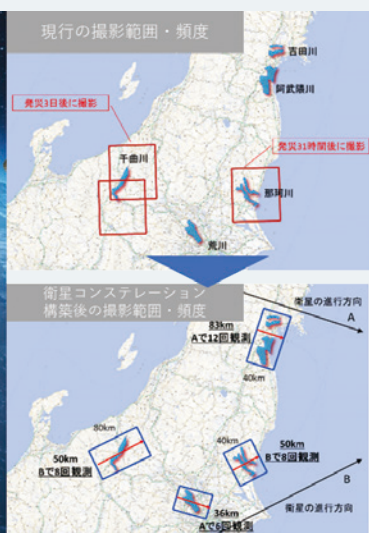 現行の撮影範囲・頻度
吉田川
阿武隈川
発災3日後に撮影
千曲川
発災31時間後に撮影
那珂川
荒川
衛星コンステレーション
構築後の撮影範囲・頻度
衛星の進行方向
A
83km
Aで12回観測
40km
80km
50km
Bで8回観測
40km
50km
Bで8回観測
B
36km
Aで6回観測
衛星の進行方向